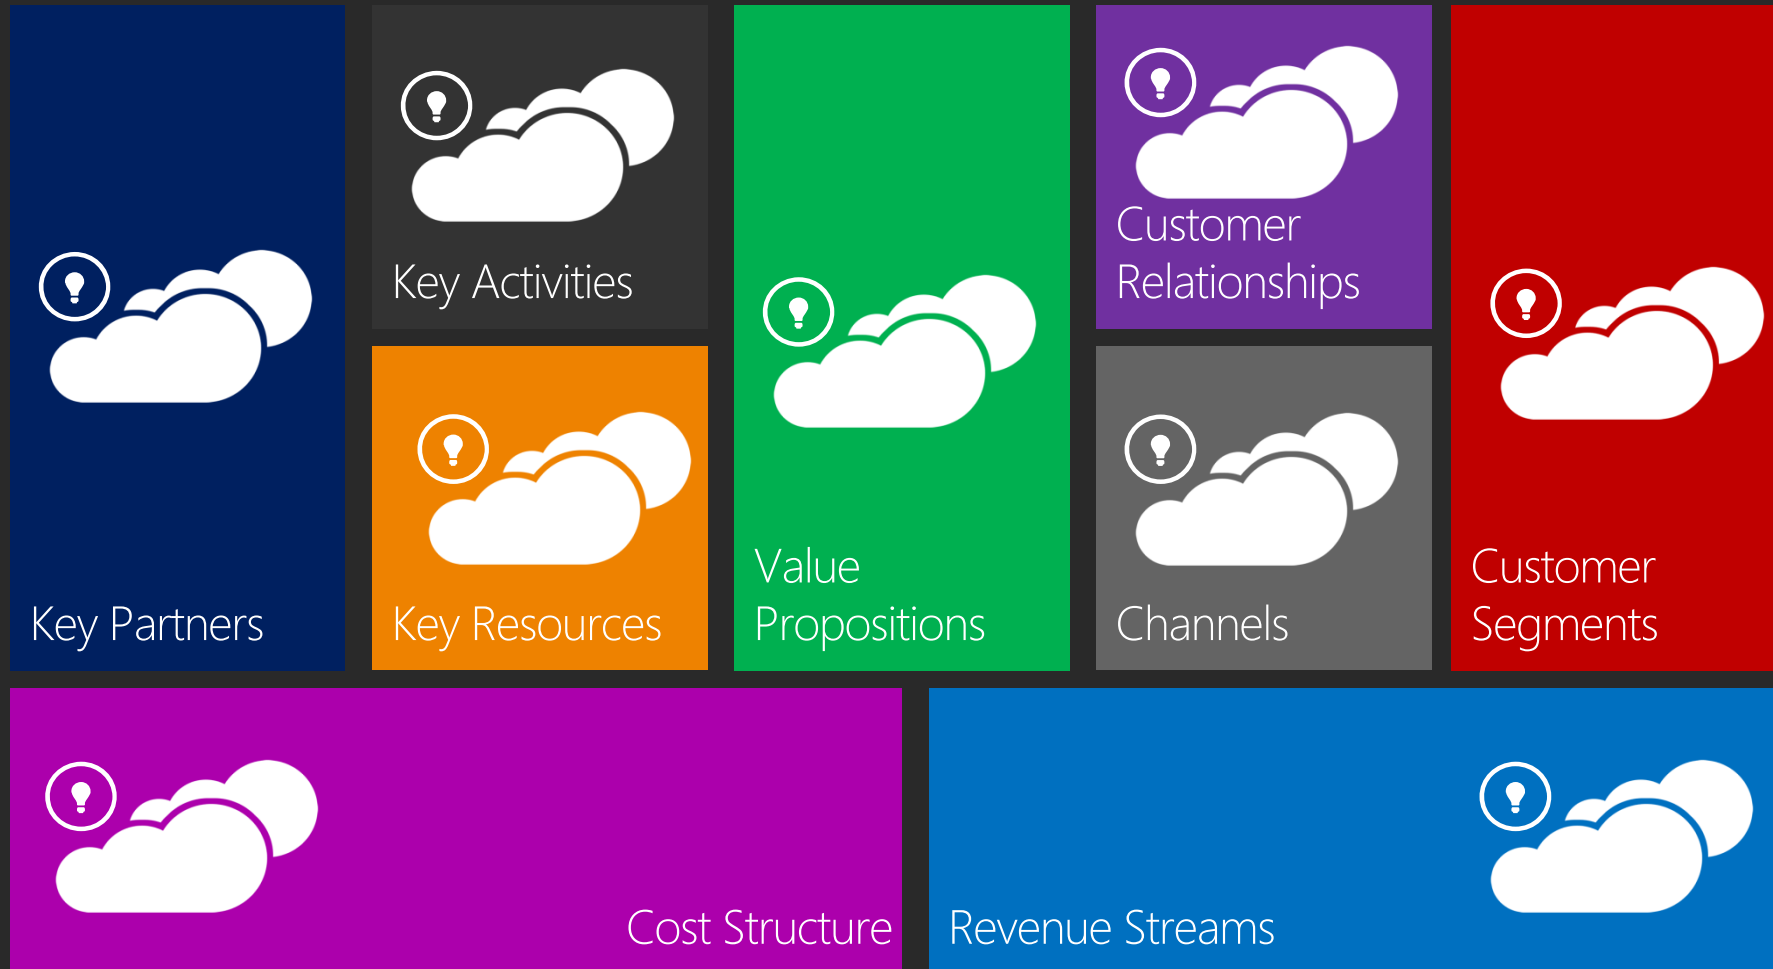 Key Partners
Key Activities
Key Resources
Value
Propositions
Customer
Relationships
Channels
Customer
Segments
Cost Structure
Revenue Streams